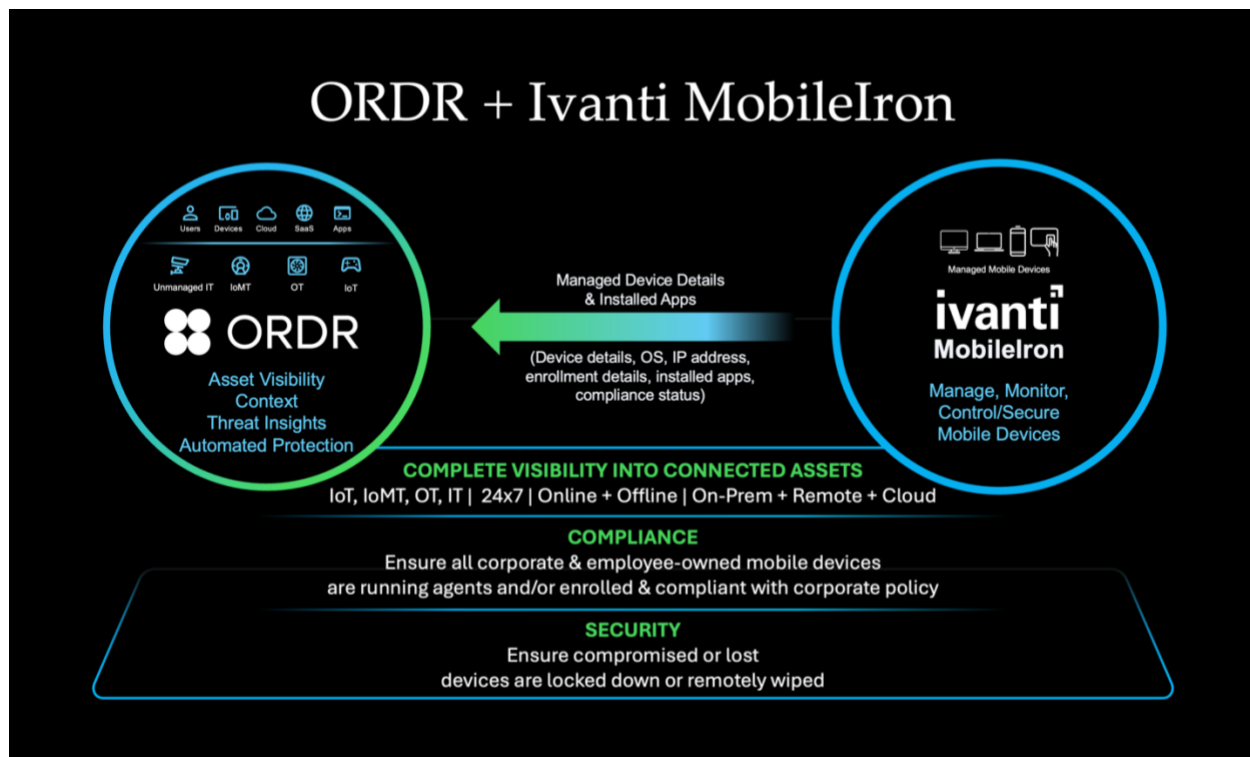 ORDR + Ivanti MobileIron
Users Devices Cloud SaaS Apps
Unmanaged IT IoMT OT IoT
ORDR
Asset Visibility
Context
Threat Insights
Automated Protection
Managed Device Details
& Installed Apps
(Device details, OS, IP address,
enrollment details, installed apps,
compliance status)
Managed Mobile Devices
ivanti
MobileIron
Manage, Monitor,
Control/Secure
Mobile Devices
COMPLETE VISIBILITY INTO CONNECTED ASSETS
IoT, IoMT, OT, IT | 24x7 | Online + Offline | On-Prem + Remote + Cloud
COMPLIANCE
Ensure all corporate & employee-owned mobile devices
are running agents and/or enrolled & compliant with corporate policy
SECURITY
Ensure compromised or lost
devices are locked down or remotely wiped